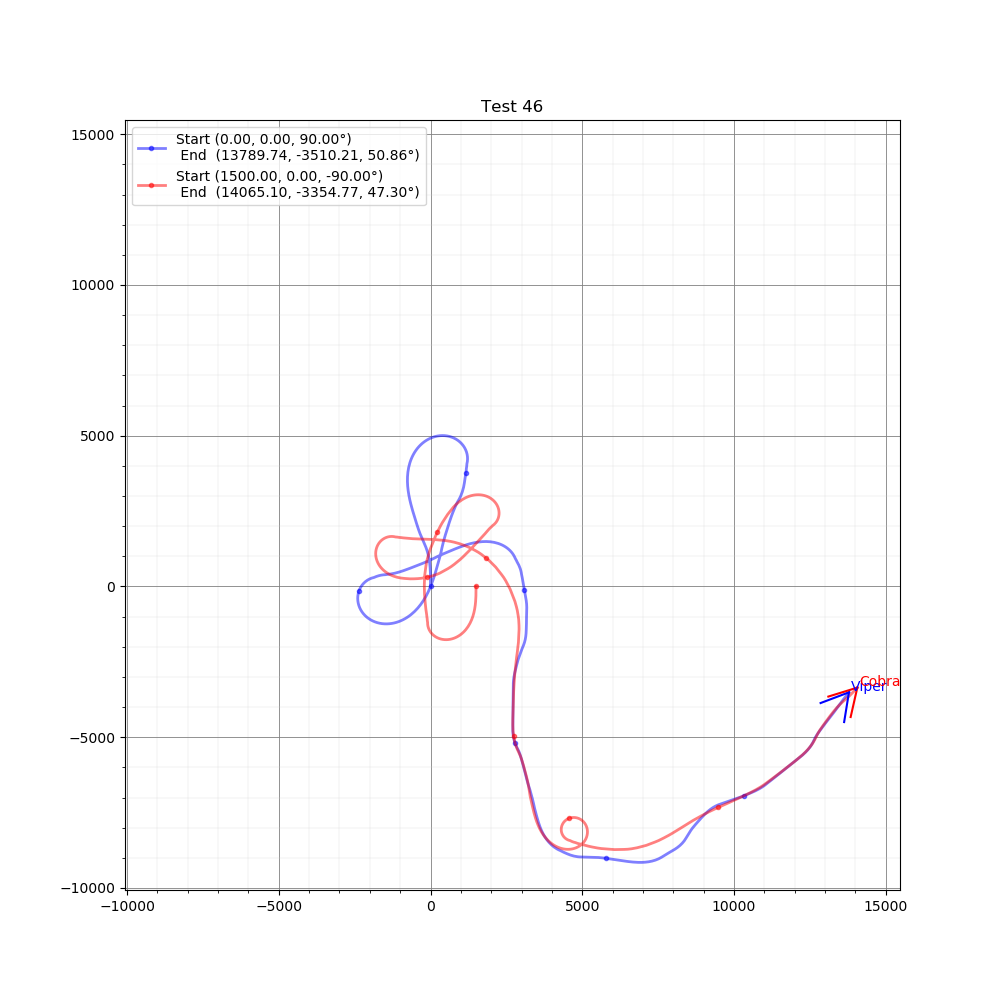 Test 46
15000
10000
5000
0
−5000
−10000
Start (0.00, 0.00, 90.00°)
End  (13789.74, -3510.21, 50.86°)
Start (1500.00, 0.00, -90.00°)
End  (14065.10, -3354.77, 47.30°)
Cobra
Viper
−10000 −5000 0 5000 10000 15000